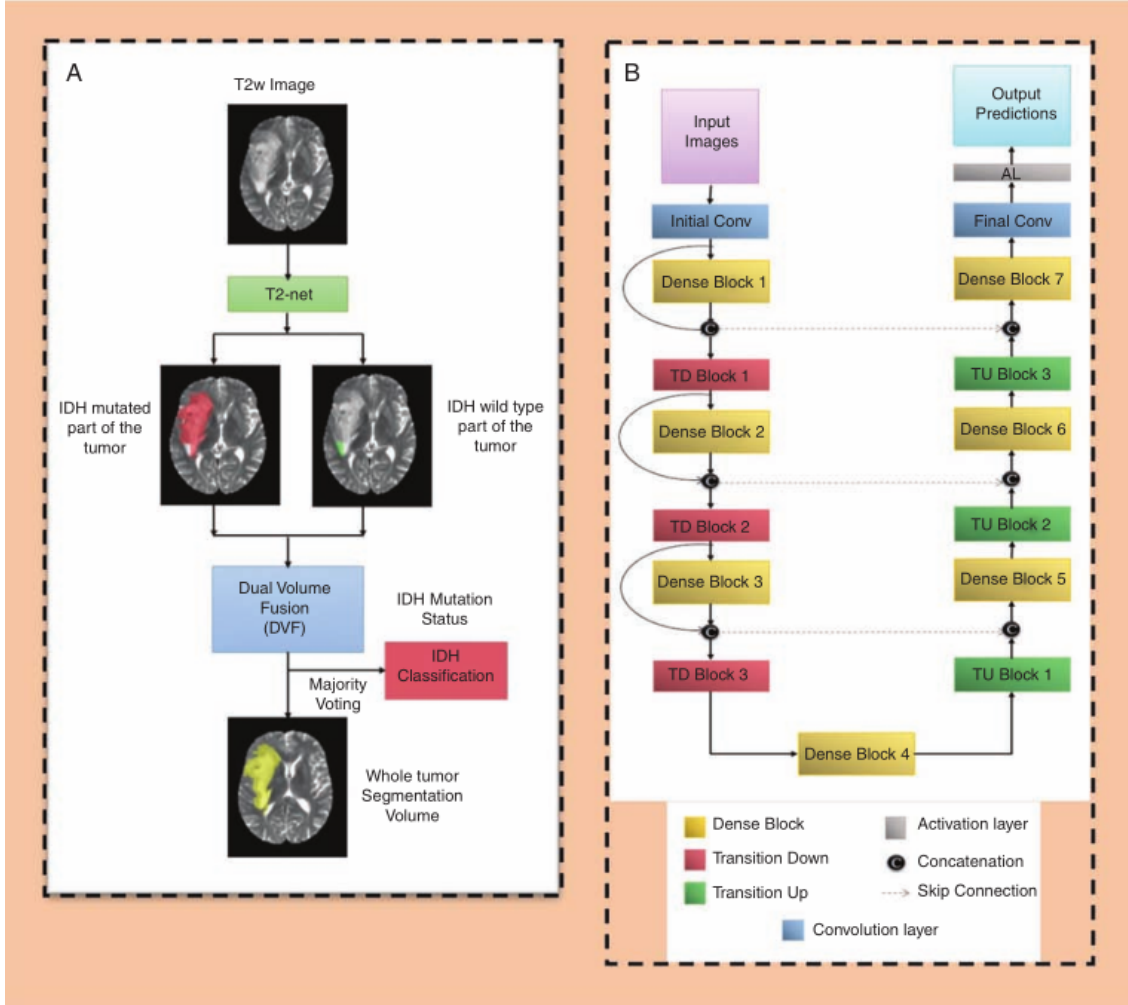 A
T2w Image
T2-net
IDH mutated
part of the
tumor
IDH wild type
part of the
tumor
Dual Volume
Fusion
(DVF)
IDH Mutation
Status
IDH
Classification
Majority
Voting
Whole tumor
Segmentation
Volume
B
Input
Images
Initial Conv
Dense Block 1
C
TD Block 1
Dense Block 2
C
TD Block 2
Dense Block 3
C
TD Block 3
Dense Block 4
Output
Predictions
AL
Final Conv
Dense Block 7
C
TU Block 3
Dense Block 6
C
TU Block 2
Dense Block 5
C
TU Block 1
Dense Block
Transition Down
Transition Up
Activation layer
C
Concatenation
Skip Connection
Convolution layer